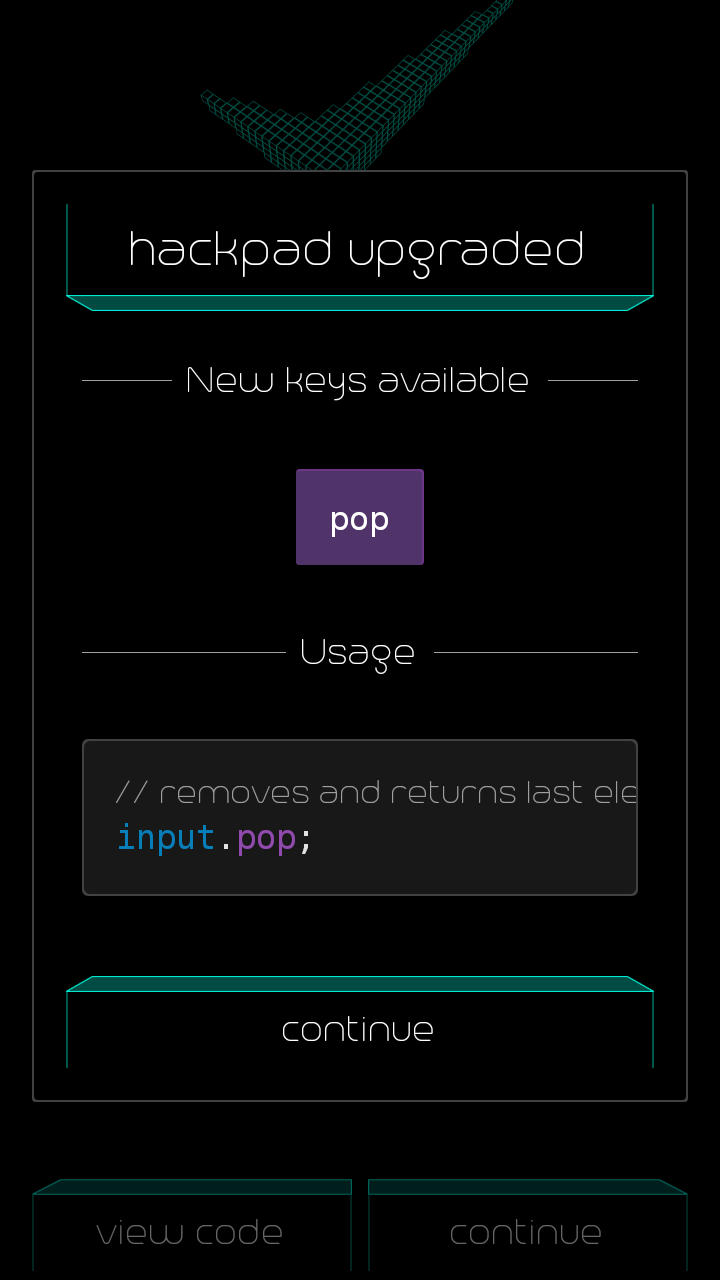 hackpad upgraded
New keys available
pop
Usage
// removes and returns last ele
input.pop;
continue
view code
continue